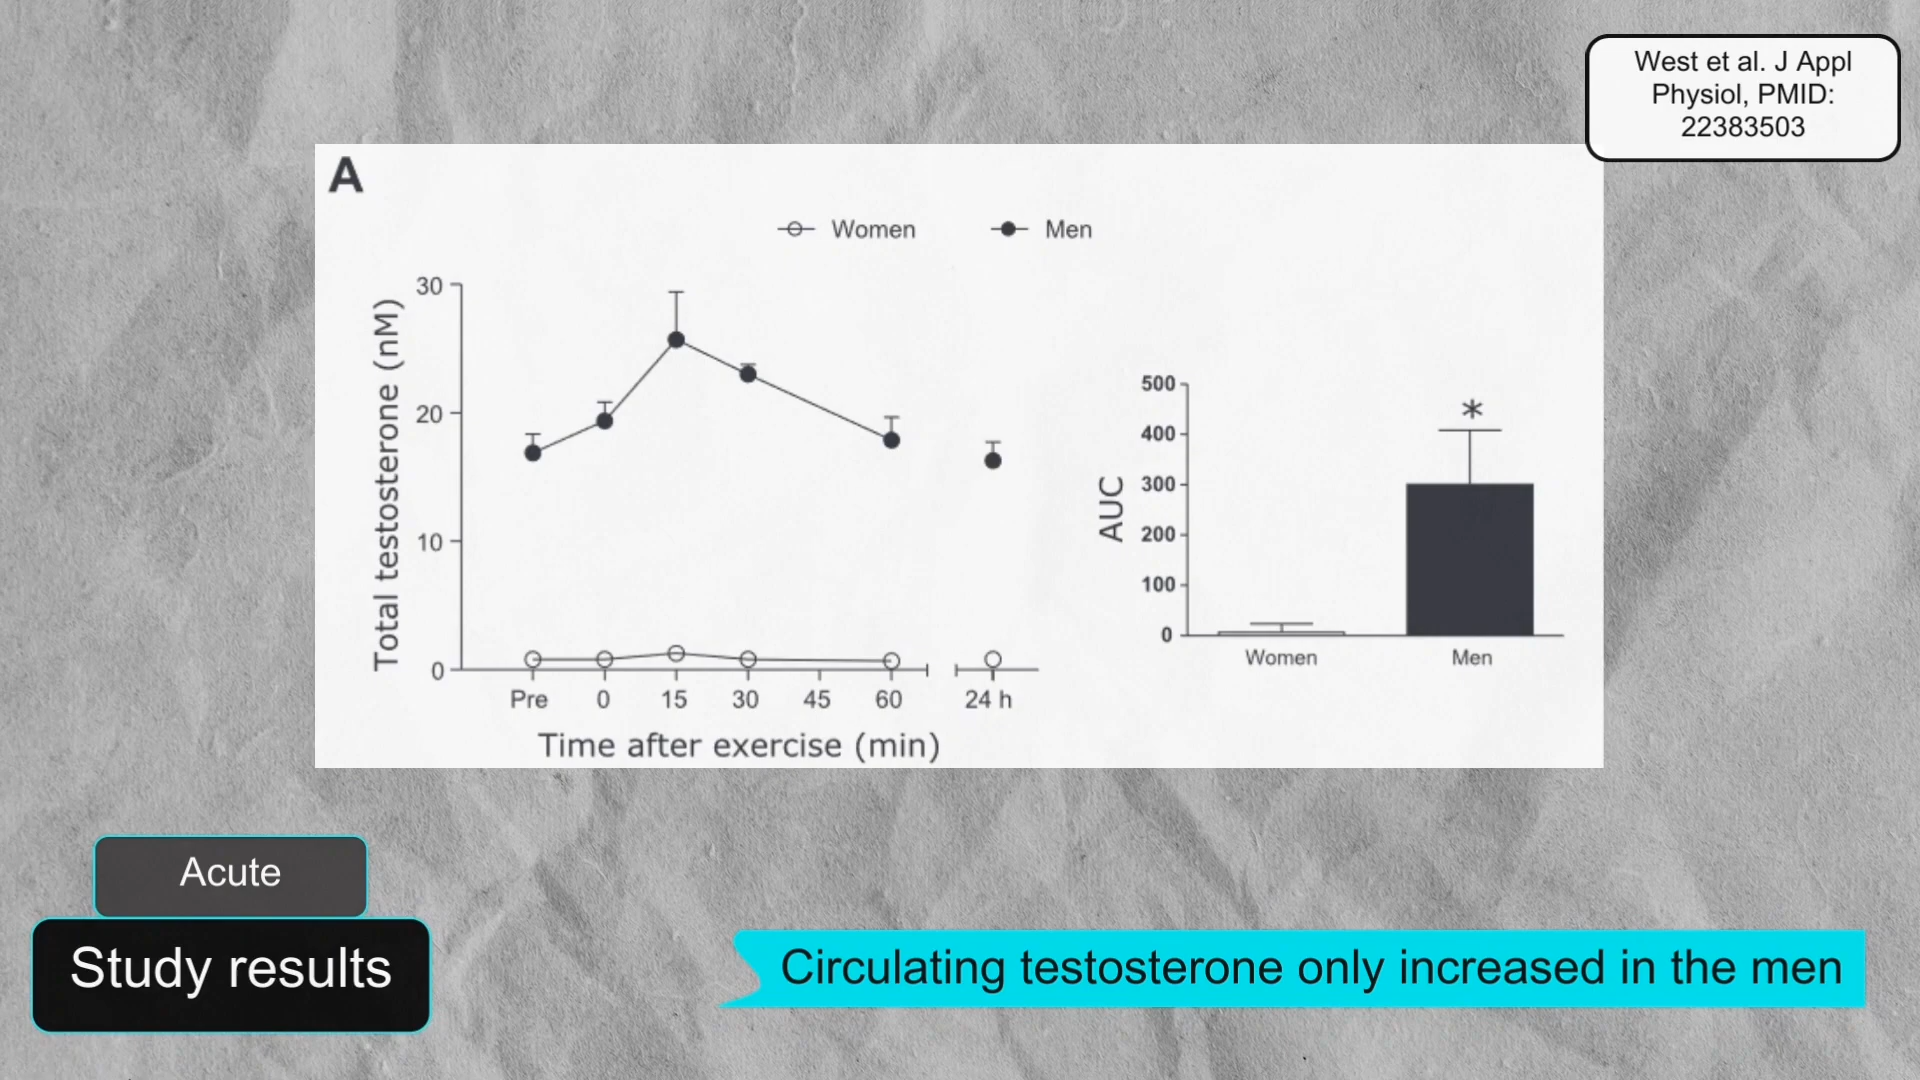 West et al. J Appl
Physiol, PMID:
22383503
A
Women Men
Total testosterone (nM)
30
20
10
0
Pre 0 15 30 45 60 24 h
Time after exercise (min)
AUC
500
400
300
200
100
0
*
Women Men
Acute
Study results
Circulating testosterone only increased in the men